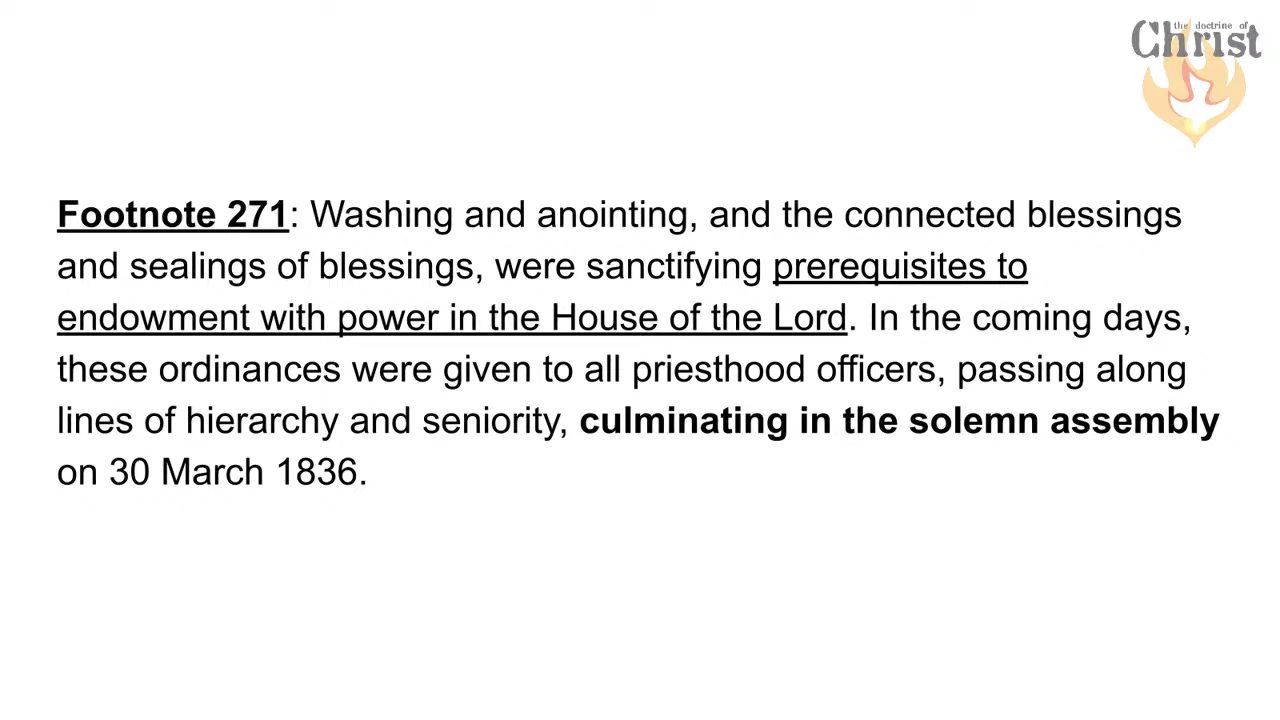 the doctrine of
Christ
Footnote 271: Washing and anointing, and the connected blessings
and sealings of blessings, were sanctifying prerequisites to
endowment with power in the House of the Lord. In the coming days,
these ordinances were given to all priesthood officers, passing along
lines of hierarchy and seniority, culminating in the solemn assembly
on 30 March 1836.